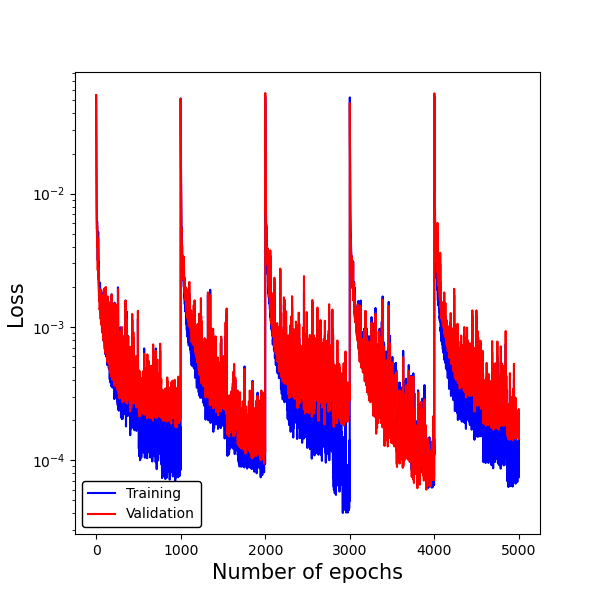 Loss
10⁻²
10⁻³
10⁻⁴
Training
Validation
0 1000 2000 3000 4000 5000
Number of epochs